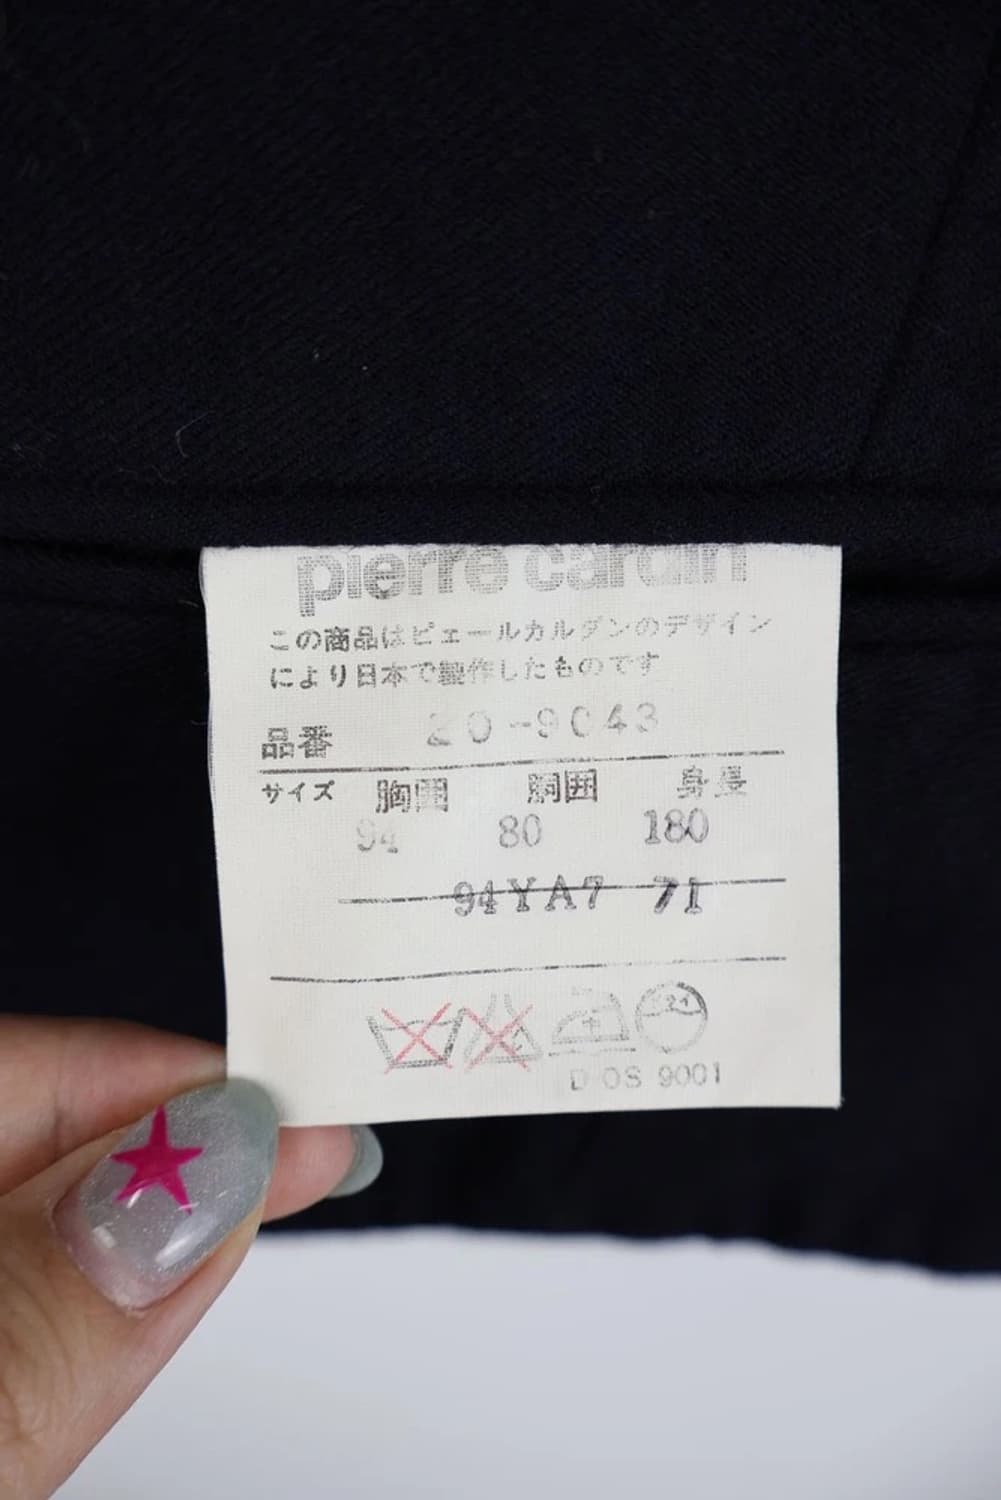 pierre cardin
この商品はピエールカルダンのデザイン
により日本で製作したものです
品番 20-9043
サイズ 胸囲 胴囲 身長
94 80 180
94YA7 71
D-OS 9001